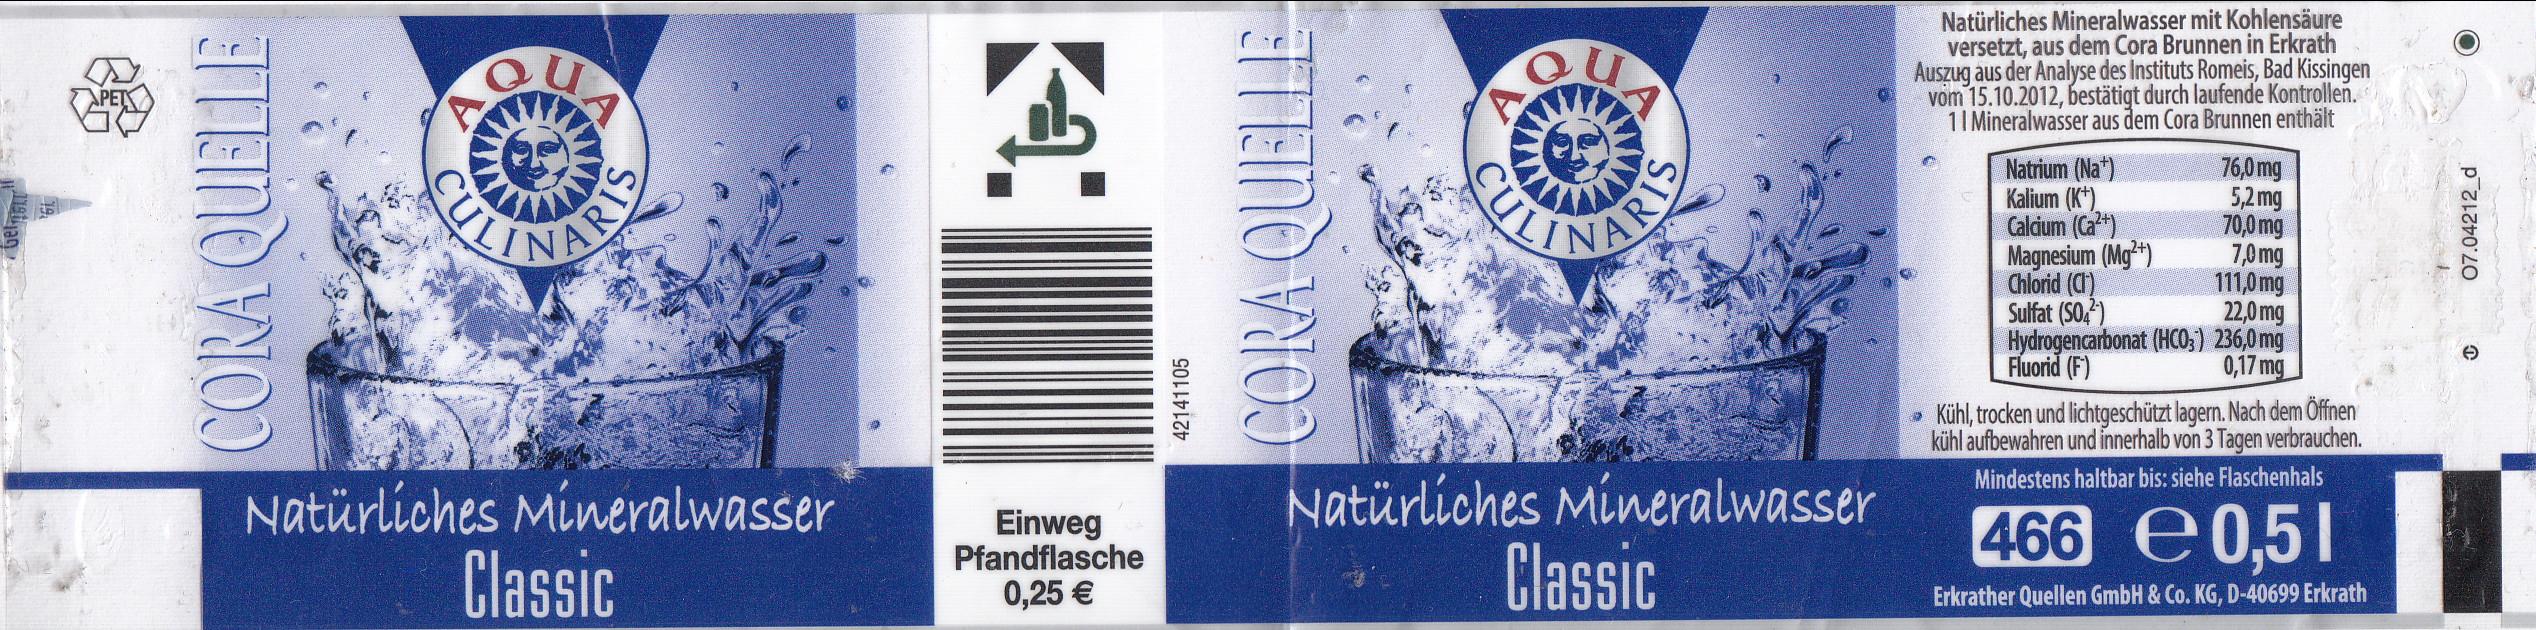 PET
CORA QUELLE
AQUA
CULINARIS
Natürliches Mineralwasser
Classic
Einweg
Pfandflasche
0,25 €
42141105
CORA QUELLE
AQUA
CULINARIS
Natürliches Mineralwasser
Classic
Natürliches Mineralwasser mit Kohlensäure
versetzt, aus dem Cora Brunnen in Erkrath
Auszug aus der Analyse des Instituts Romeis, Bad Kissingen
vom 15.10.2012, bestätigt durch laufende Kontrollen.
1 l Mineralwasser aus dem Cora Brunnen enthält
Natrium (Na⁺) 76,0 mg
Kalium (K⁺) 5,2 mg
Calcium (Ca²⁺) 70,0 mg
Magnesium (Mg²⁺) 7,0 mg
Chlorid (Cl⁻) 111,0 mg
Sulfat (SO₄²⁻) 22,0 mg
Hydrogencarbonat (HCO₃⁻) 236,0 mg
Fluorid (F⁻) 0,17 mg
Kühl, trocken und lichtgeschützt lagern. Nach dem Öffnen
kühl aufbewahren und innerhalb von 3 Tagen verbrauchen.
Mindestens haltbar bis: siehe Flaschenhals
466 ℮ 0,5 l
Erkrather Quellen GmbH & Co. KG, D-40699 Erkrath
07.04212_d